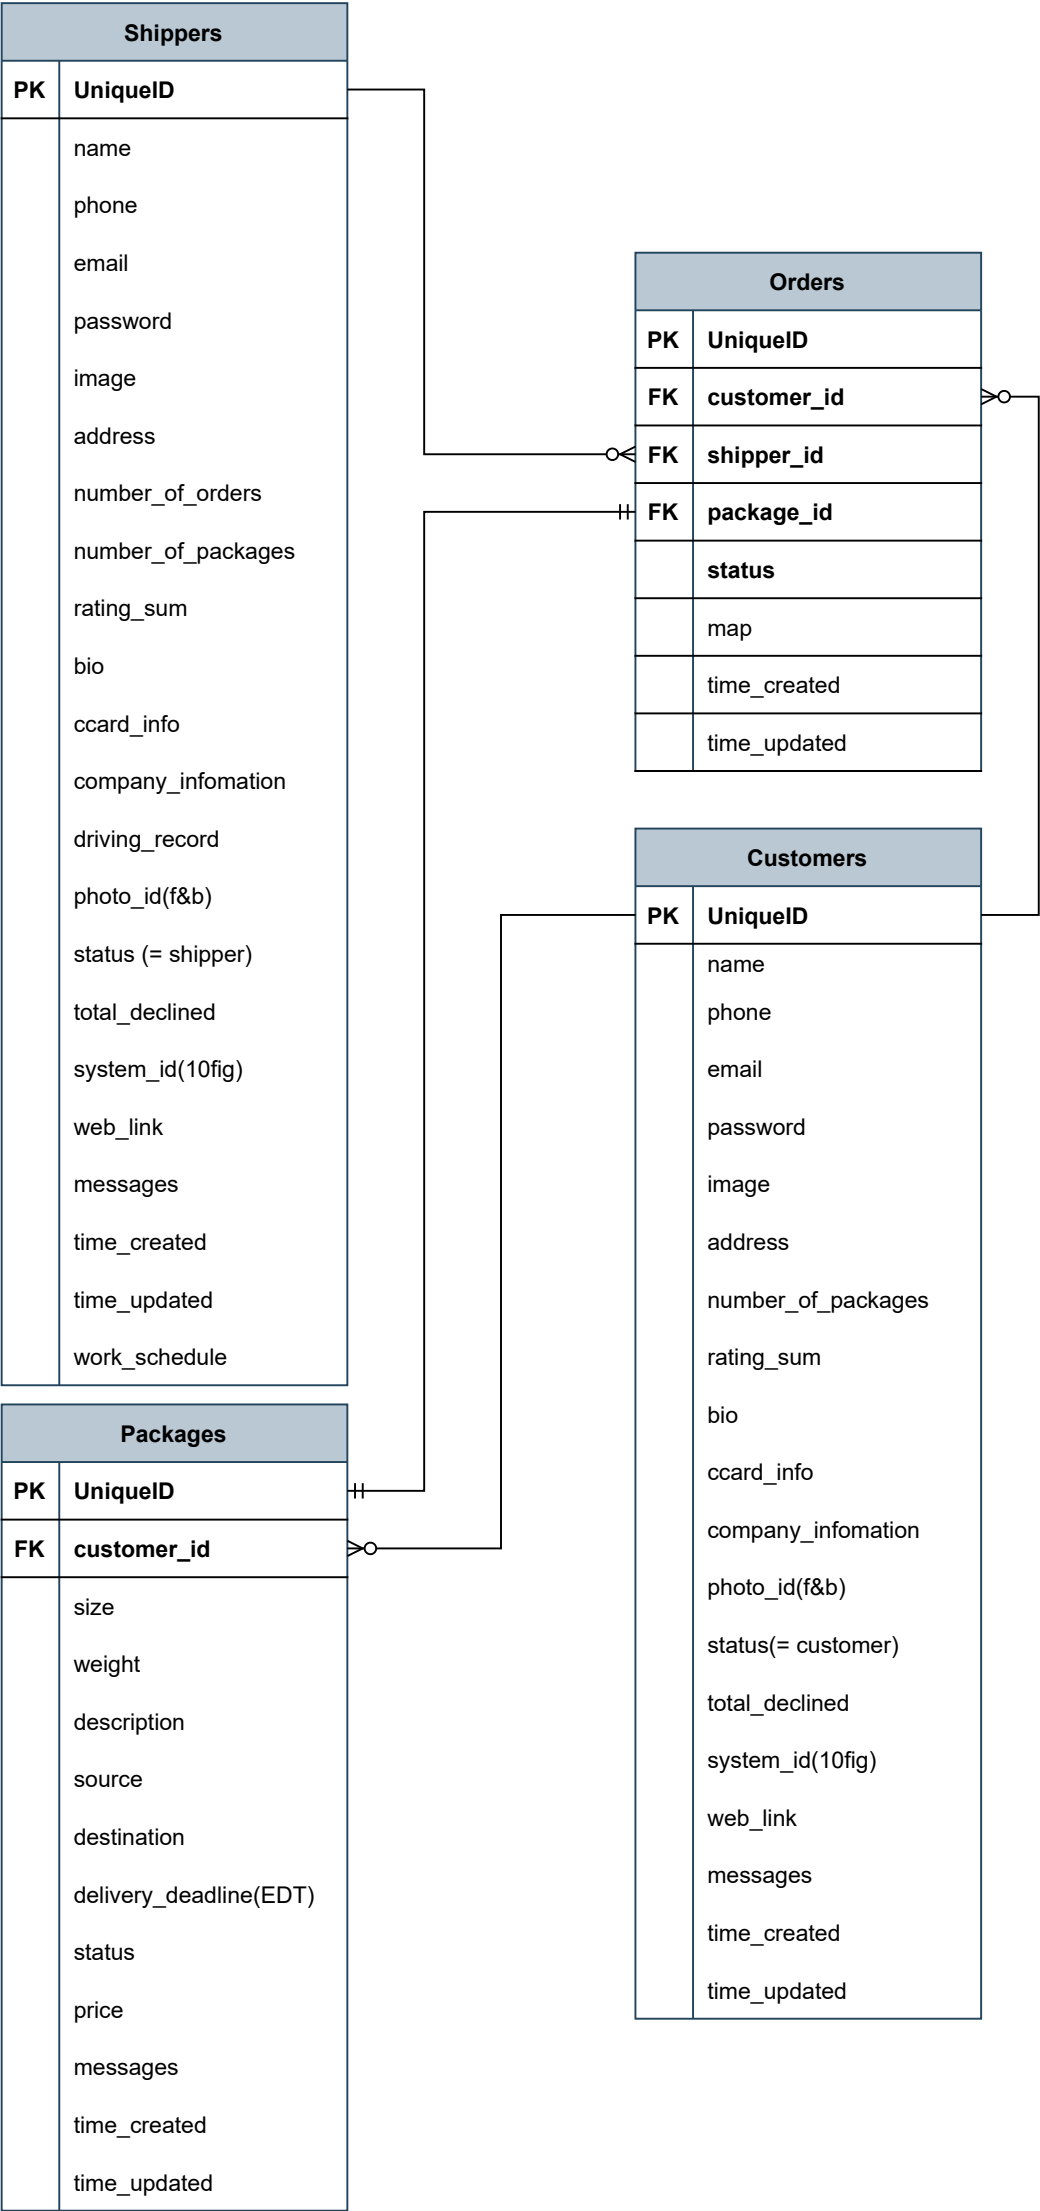 Shippers
PK UniqueID
name
phone
email
password
image
address
number_of_orders
number_of_packages
rating_sum
bio
ccard_info
company_infomation
driving_record
photo_id(f&b)
status (= shipper)
total_declined
system_id(10fig)
web_link
messages
time_created
time_updated
work_schedule
Orders
PK UniqueID
FK customer_id
FK shipper_id
FK package_id
status
map
time_created
time_updated
Customers
PK UniqueID
name
phone
email
password
image
address
number_of_packages
rating_sum
bio
ccard_info
company_infomation
photo_id(f&b)
status(= customer)
total_declined
system_id(10fig)
web_link
messages
time_created
time_updated
Packages
PK UniqueID
FK customer_id
size
weight
description
source
destination
delivery_deadline(EDT)
status
price
messages
time_created
time_updated